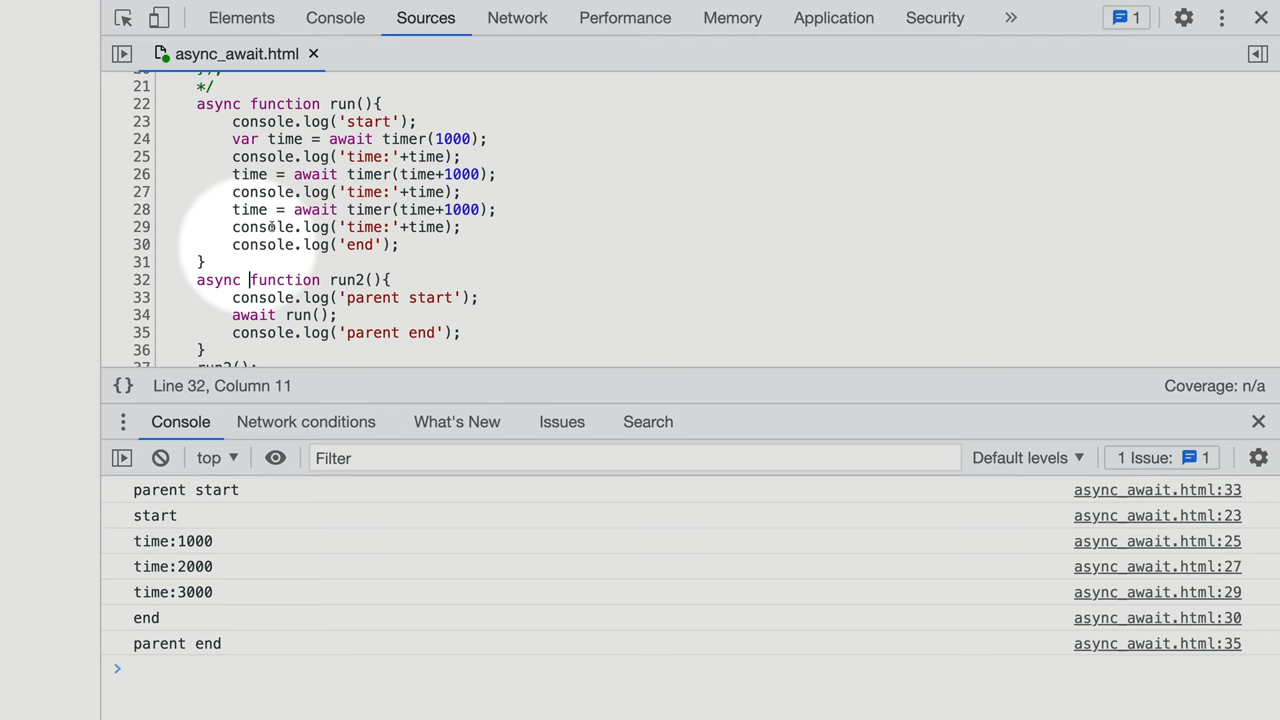 Elements Console Sources Network Performance Memory Application Security » 1
async_await.html ×
21 */
22 async function run(){
23 console.log('start');
24 var time = await timer(1000);
25 console.log('time:'+time);
26 time = await timer(time+1000);
27 console.log('time:'+time);
28 time = await timer(time+1000);
29 console.log('time:'+time);
30 console.log('end');
31 }
32 async function run2(){
33 console.log('parent start');
34 await run();
35 console.log('parent end');
36 }
37 run2();
{} Line 32, Column 11 Coverage: n/a
Console Network conditions What's New Issues Search
top ▼ Filter Default levels ▼ 1 Issue: 1
parent start async_await.html:33
start async_await.html:23
time:1000 async_await.html:25
time:2000 async_await.html:27
time:3000 async_await.html:29
end async_await.html:30
parent end async_await.html:35
>